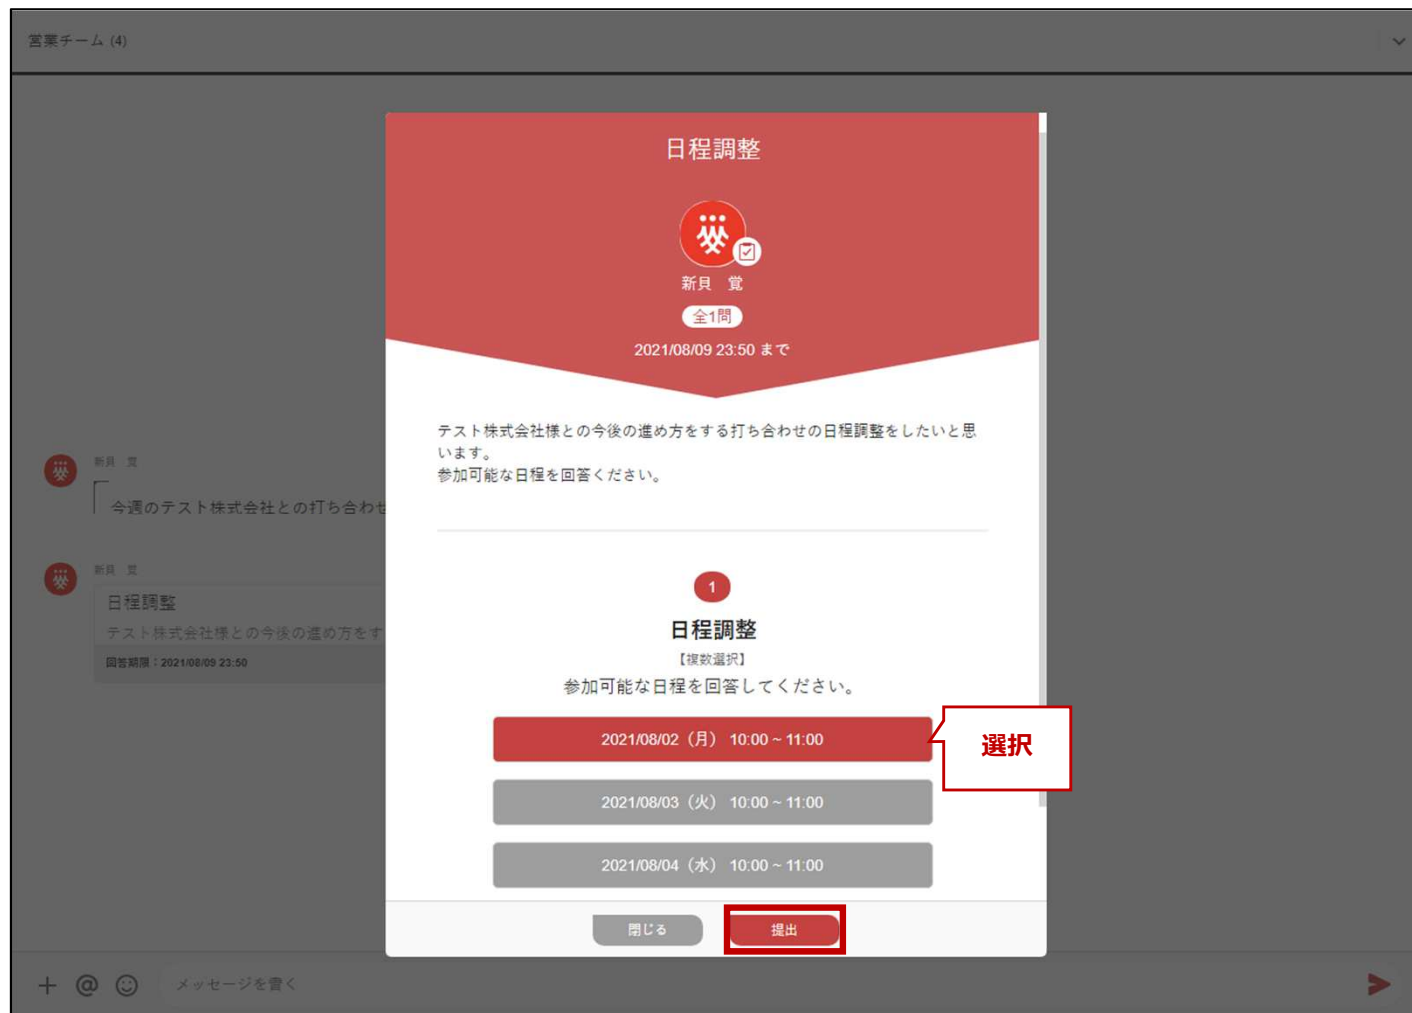 営業チーム (4)
日程調整
新貝　覚
全1問
2021/08/09 23:50 まで
テスト株式会社様との今後の進め方をする打ち合わせの日程調整をしたいと思
います。
参加可能な日程を回答ください。
新貝　覚
今週のテスト株式会社との打ち合わせ
新貝　覚
日程調整
テスト株式会社様との今後の進め方をす
回答期限：2021/08/09 23:50
1
日程調整
【複数選択】
参加可能な日程を回答してください。
2021/08/02（月） 10:00 ~ 11:00
選択
2021/08/03（火） 10:00 ~ 11:00
2021/08/04（水） 10:00 ~ 11:00
閉じる
提出
メッセージを書く